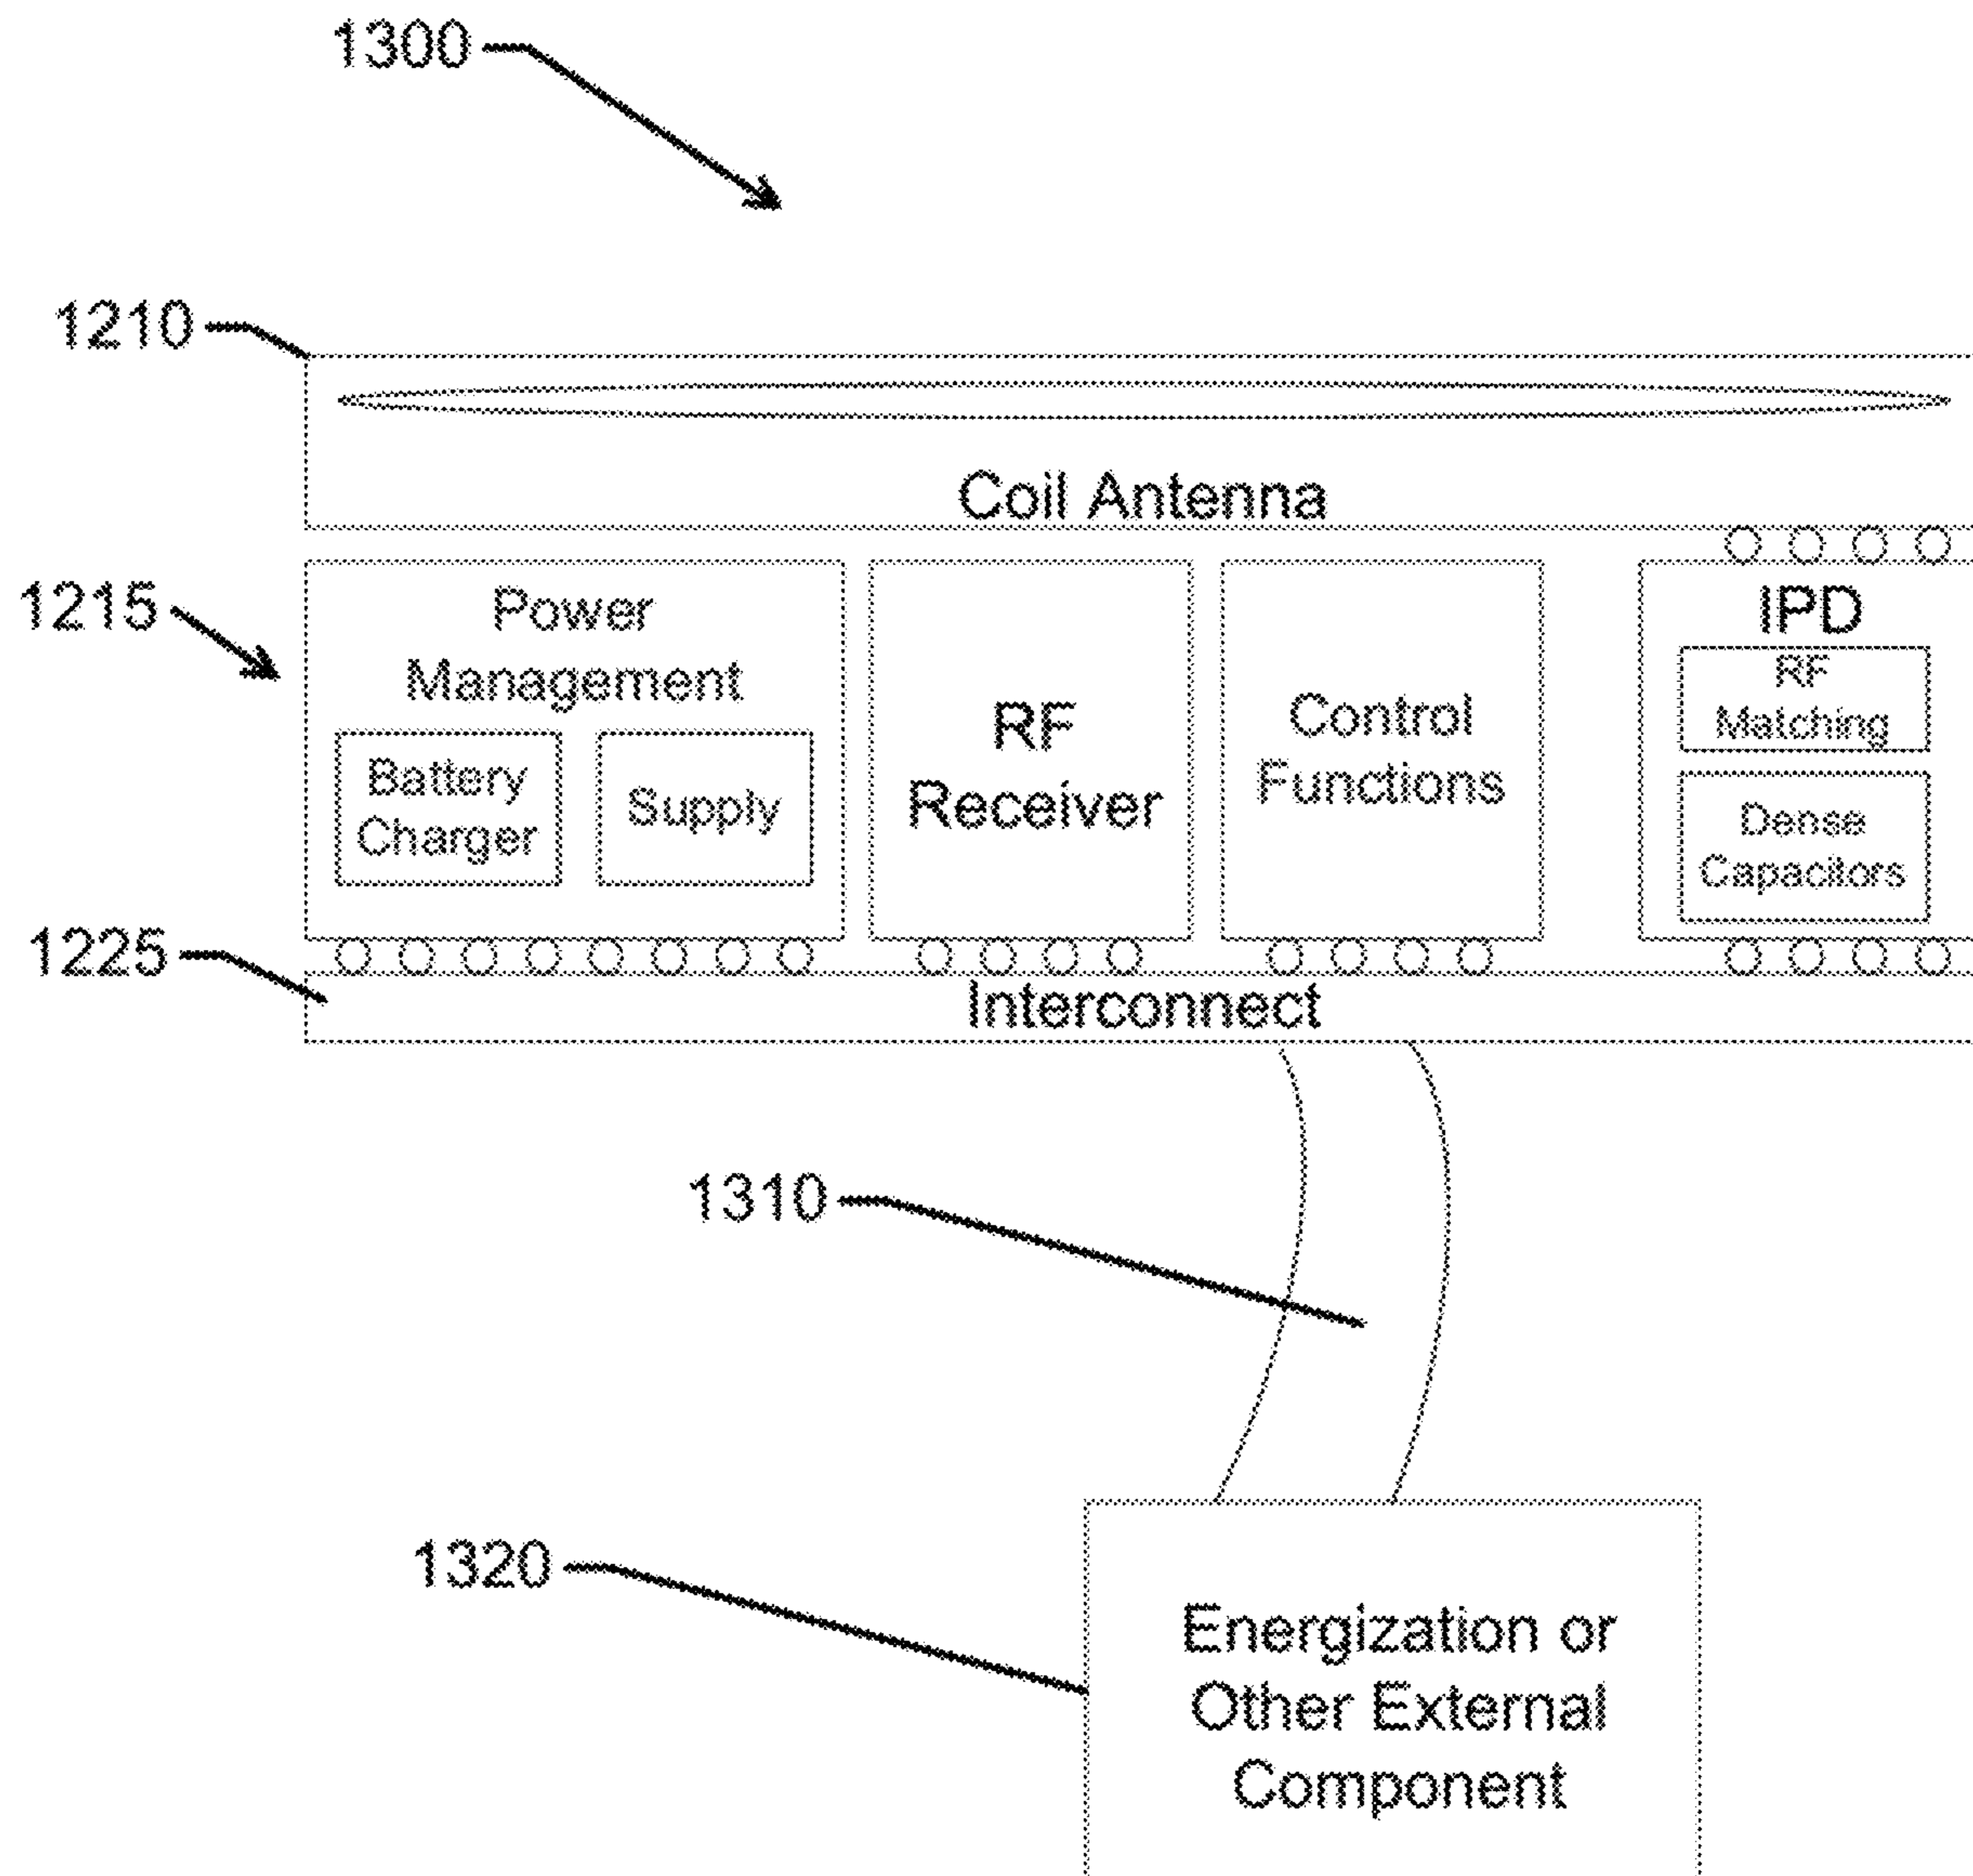 1300
1210
Coil Antenna
1215
Power
Management
Battery
Charger
Supply
RF
Receiver
Control
Functions
IPD
RF
Matching
Dense
Capacitors
1225
Interconnect
1310
1320
Energization or
Other External
Component